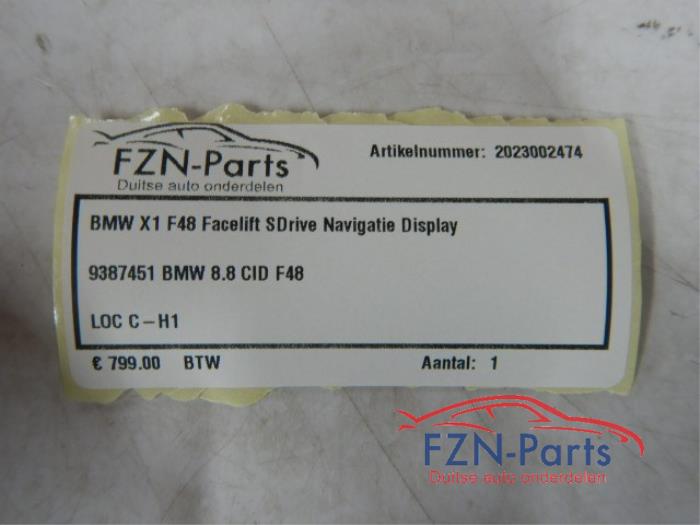 FZN-Parts
Duitse auto onderdelen
Artikelnummer: 2023002474
BMW X1 F48 Facelift SDrive Navigatie Display
9387451 BMW 8.8 CID F48
LOC C-H1
€ 799.00 BTW
Aantal: 1
FZN-Parts
Duitse auto onderdelen